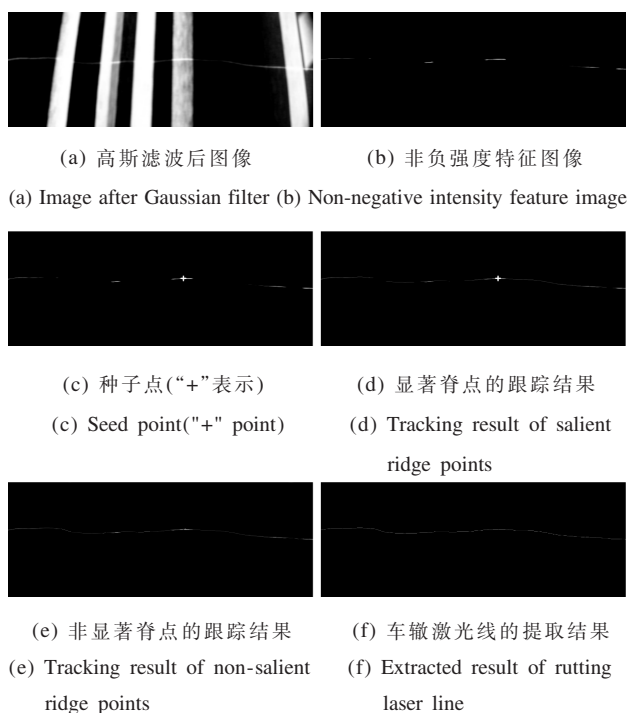 (a) 高斯滤波后图像 (b) 非负强度特征图像
(a) Image after Gaussian filter (b) Non-negative intensity feature image
(c) 种子点(“+”表示) (d) 显著脊点的跟踪结果
(c) Seed point("+" point) (d) Tracking result of salient
ridge points
(e) 非显著脊点的跟踪结果 (f) 车辙激光线的提取结果
(e) Tracking result of non-salient (f) Extracted result of rutting
ridge points laser line